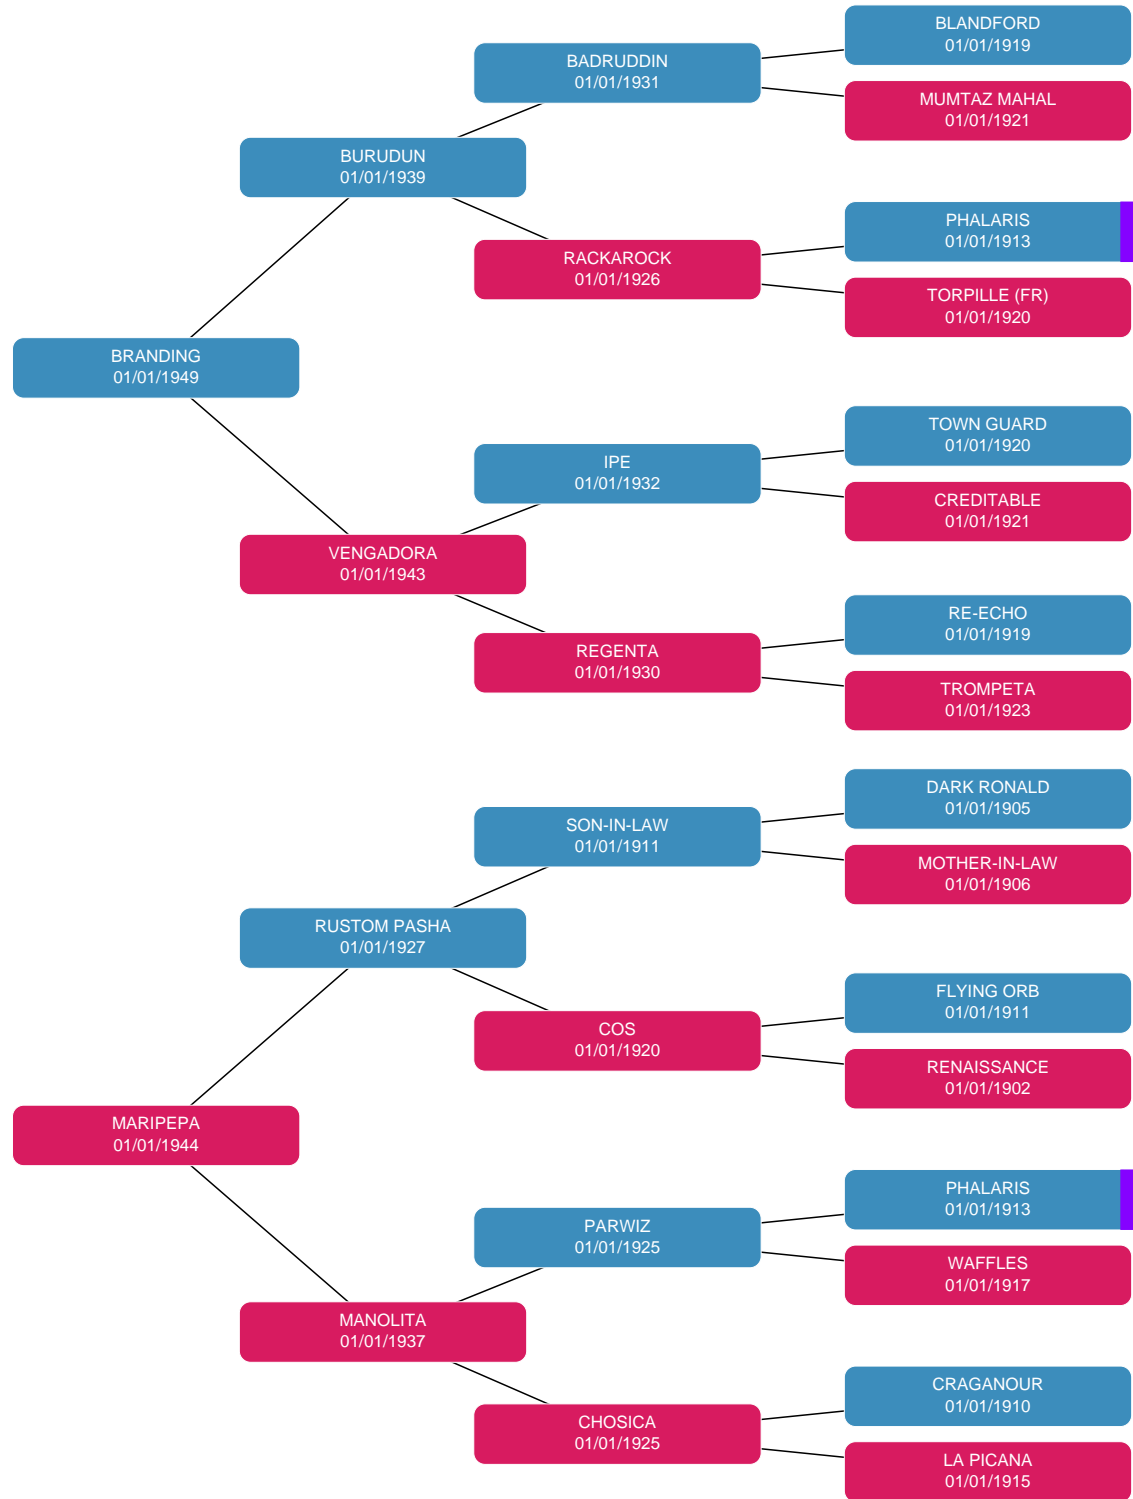 BLANDFORD
01/01/1919
BADRUDDIN
01/01/1931
MUMTAZ MAHAL
01/01/1921
BURUDUN
01/01/1939
PHALARIS
01/01/1913
RACKAROCK
01/01/1926
TORPILLE (FR)
01/01/1920
BRANDING
01/01/1949
TOWN GUARD
01/01/1920
IPE
01/01/1932
CREDITABLE
01/01/1921
VENGADORA
01/01/1943
RE-ECHO
01/01/1919
REGENTA
01/01/1930
TROMPETA
01/01/1923
DARK RONALD
01/01/1905
SON-IN-LAW
01/01/1911
MOTHER-IN-LAW
01/01/1906
RUSTOM PASHA
01/01/1927
FLYING ORB
01/01/1911
COS
01/01/1920
RENAISSANCE
01/01/1902
MARIPEPA
01/01/1944
PHALARIS
01/01/1913
PARWIZ
01/01/1925
WAFFLES
01/01/1917
MANOLITA
01/01/1937
CRAGANOUR
01/01/1910
CHOSICA
01/01/1925
LA PICANA
01/01/1915